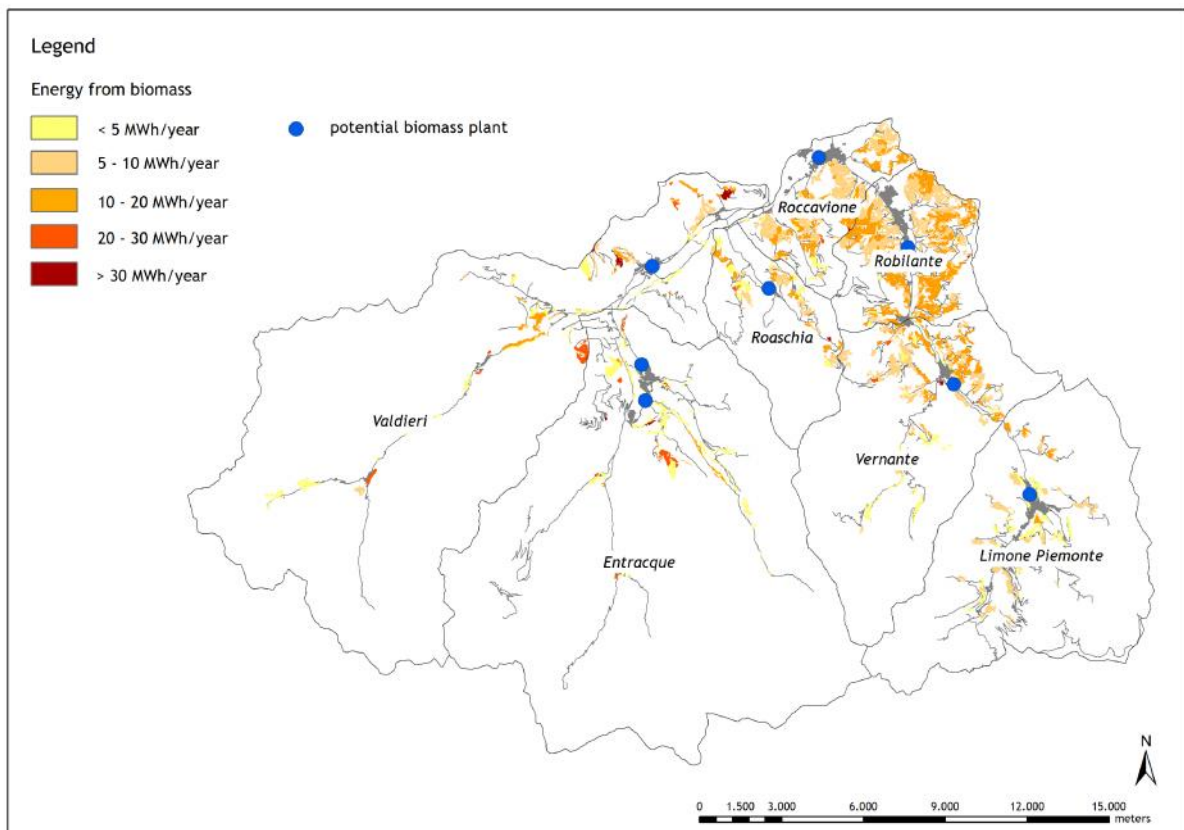 Legend
Energy from biomass
< 5 MWh/year
5 - 10 MWh/year
10 - 20 MWh/year
20 - 30 MWh/year
> 30 MWh/year
potential biomass plant
Roccavione
Robilante
Roaschia
Valdieri
Vernante
Entracque
Limone Piemonte
N
0 1.500 3.000 6.000 9.000 12.000 15.000
meters